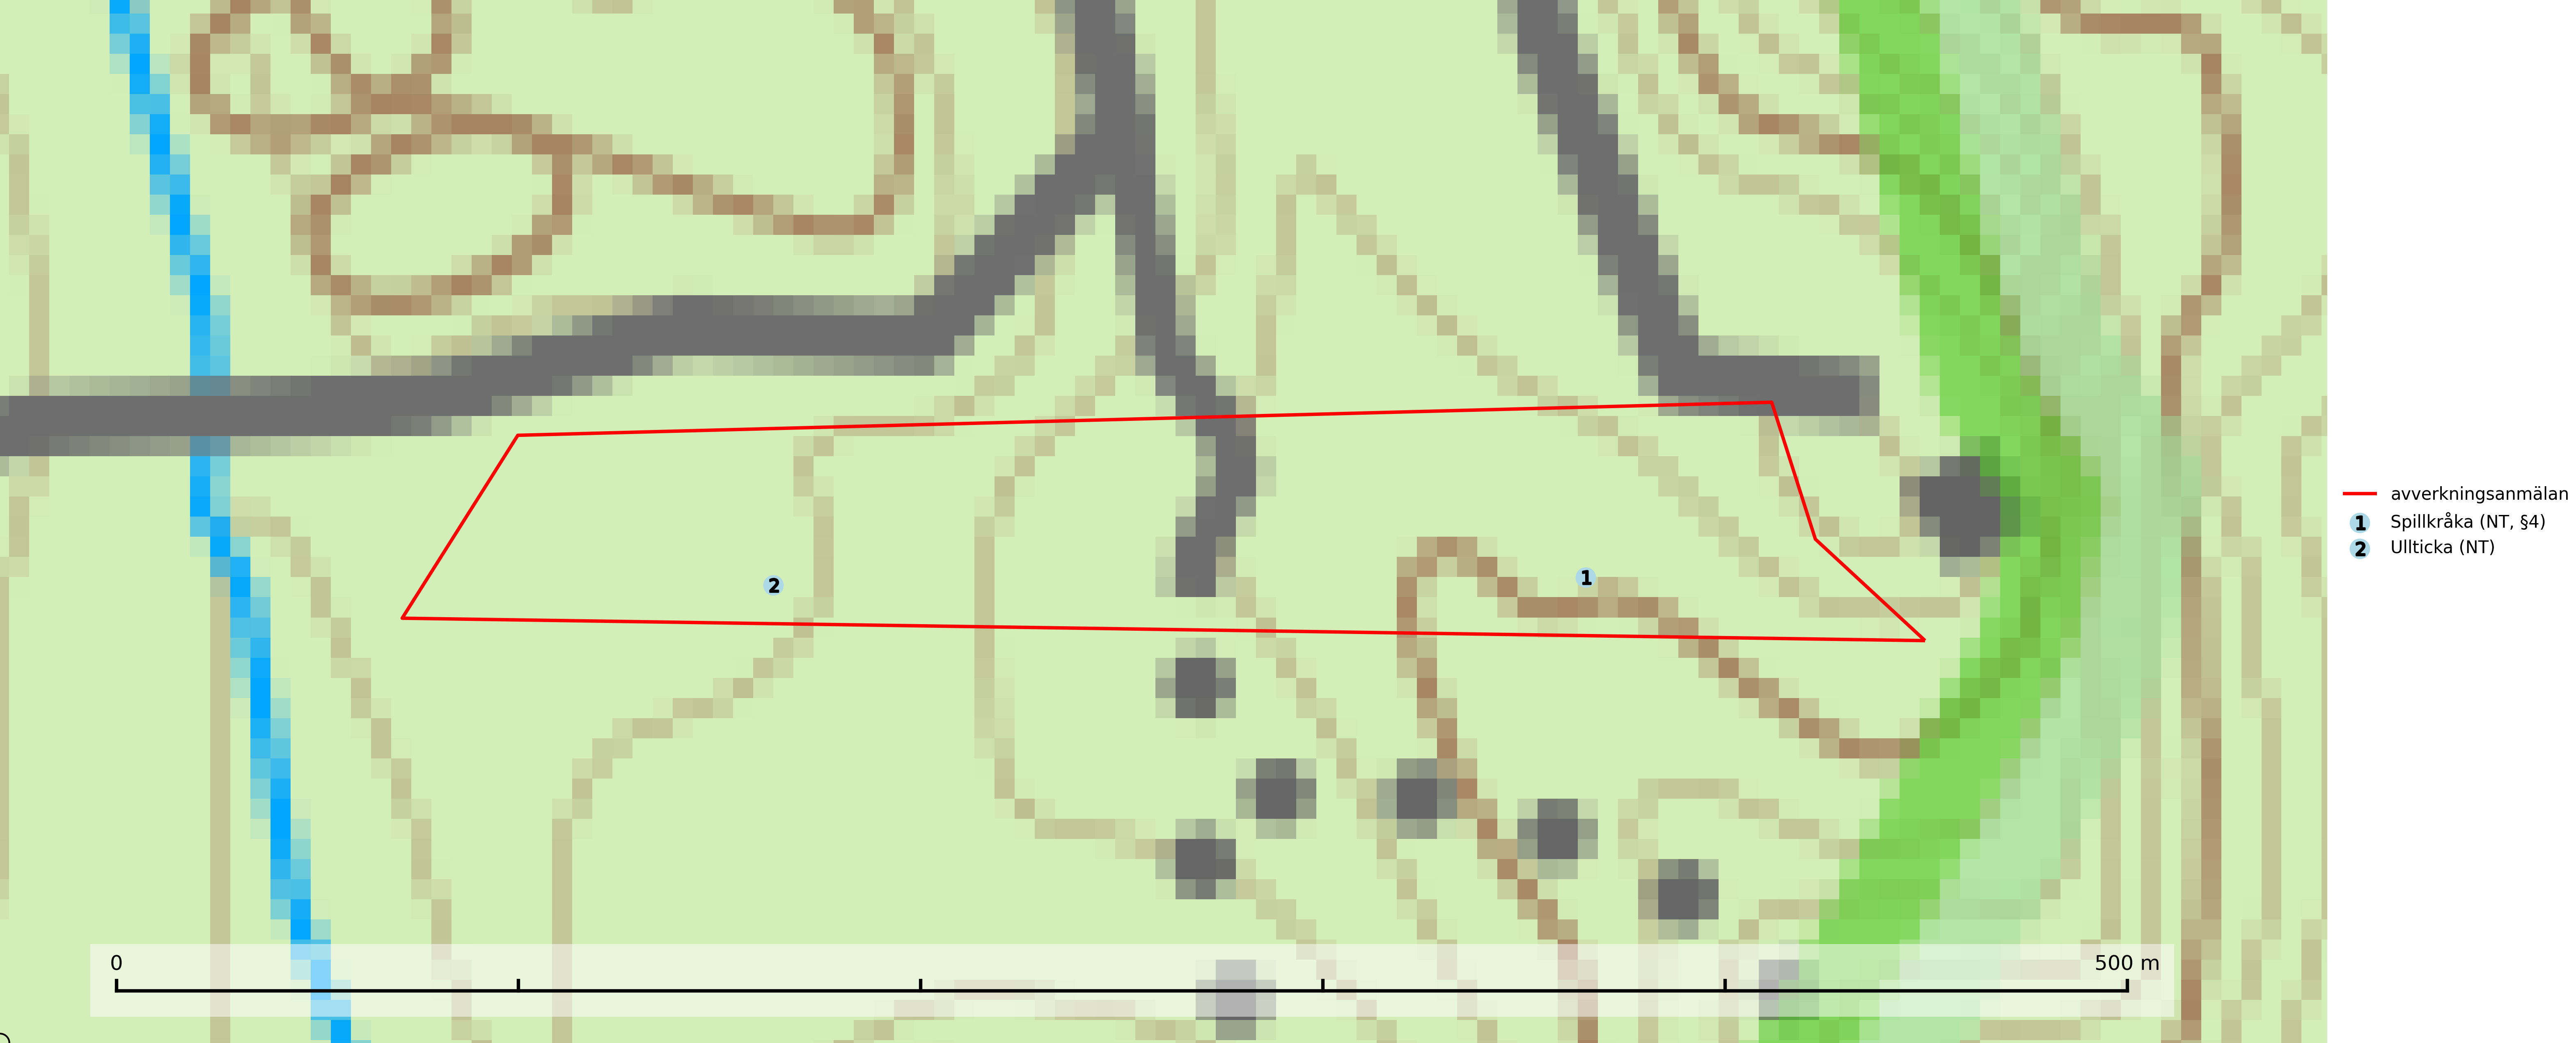 avverkningsanmälan
1 Spillkråka (NT, §4)
2 Ullticka (NT)
1
2
0 500 m